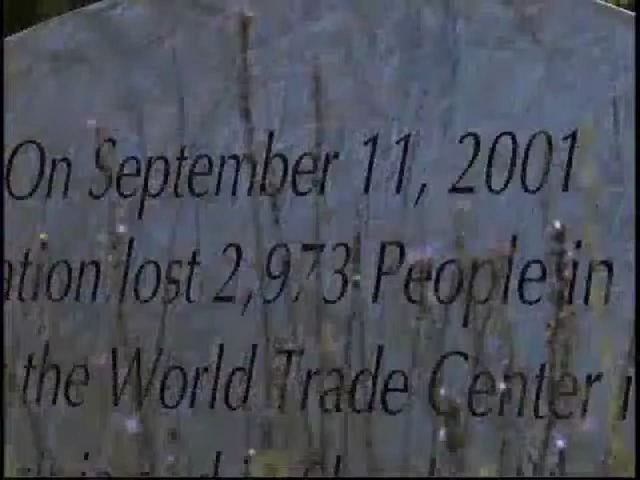 On September 11, 2001
ation lost 2,973 People in
the World Trade Center